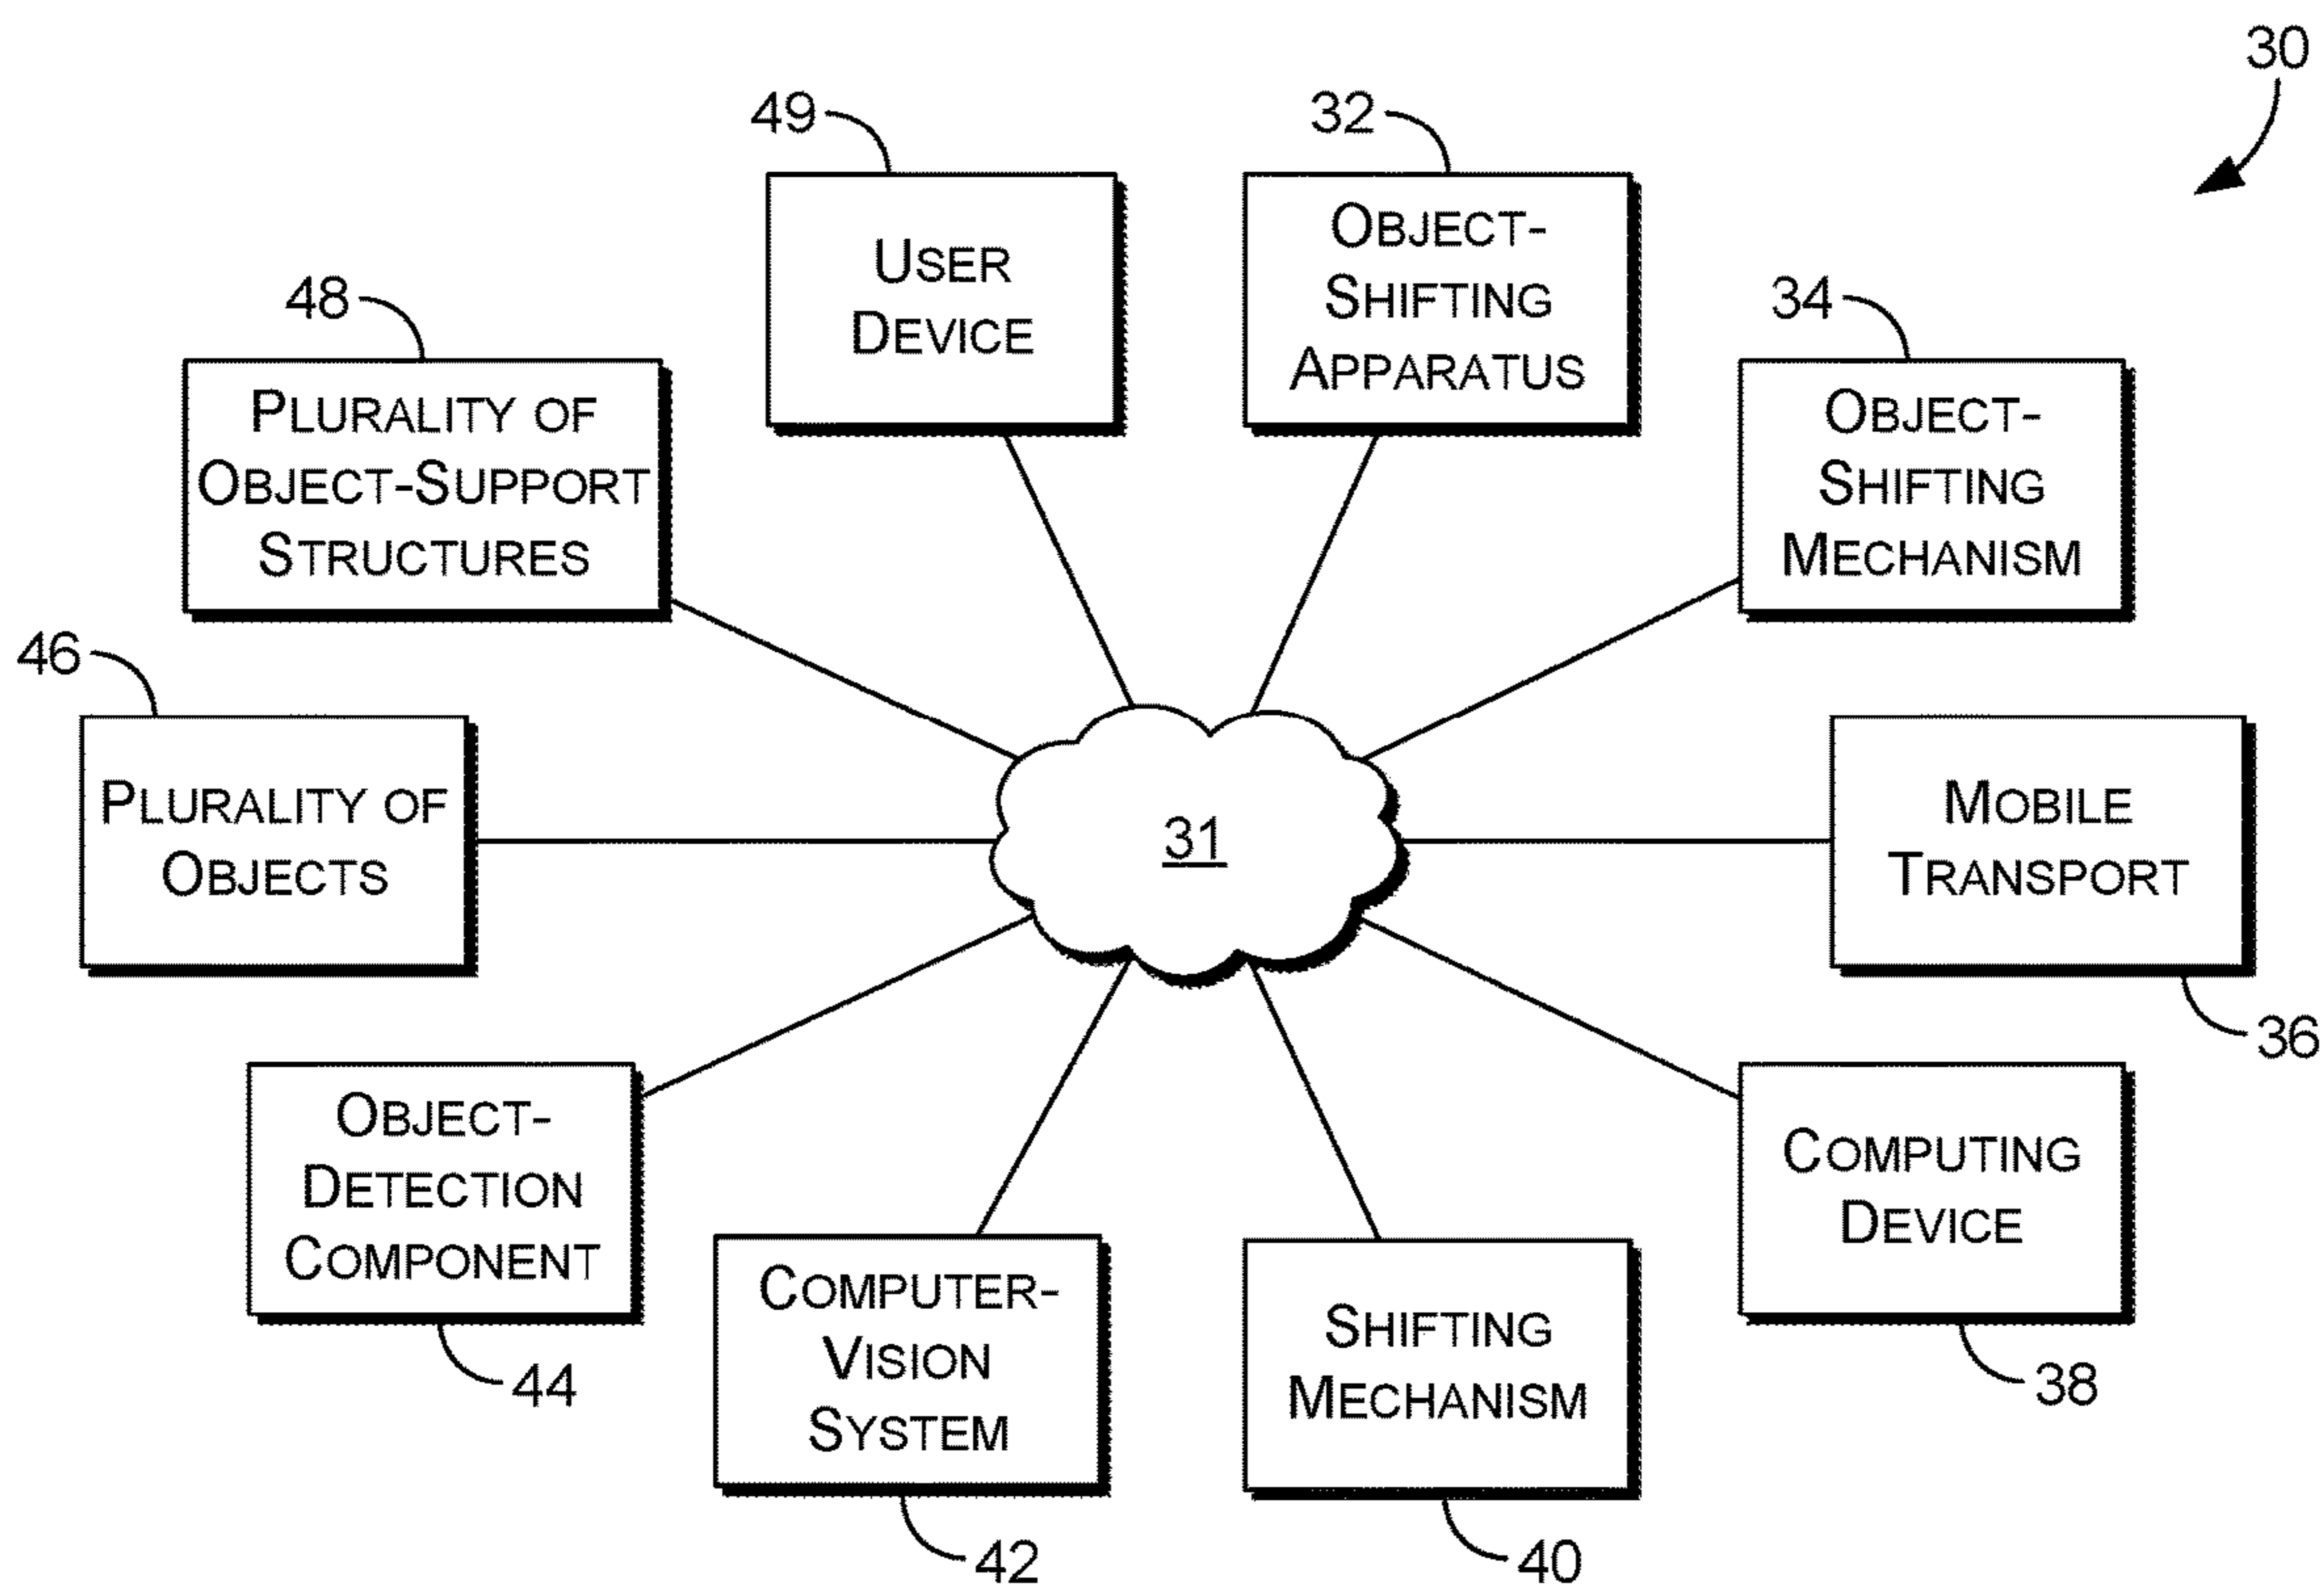 30
49
32
USER
DEVICE
OBJECT-
SHIFTING
APPARATUS
48
34
PLURALITY OF
OBJECT-SUPPORT
STRUCTURES
OBJECT-
SHIFTING
MECHANISM
46
PLURALITY OF
OBJECTS
31
MOBILE
TRANSPORT
36
OBJECT-
DETECTION
COMPONENT
44
COMPUTER-
VISION
SYSTEM
42
SHIFTING
MECHANISM
40
COMPUTING
DEVICE
38